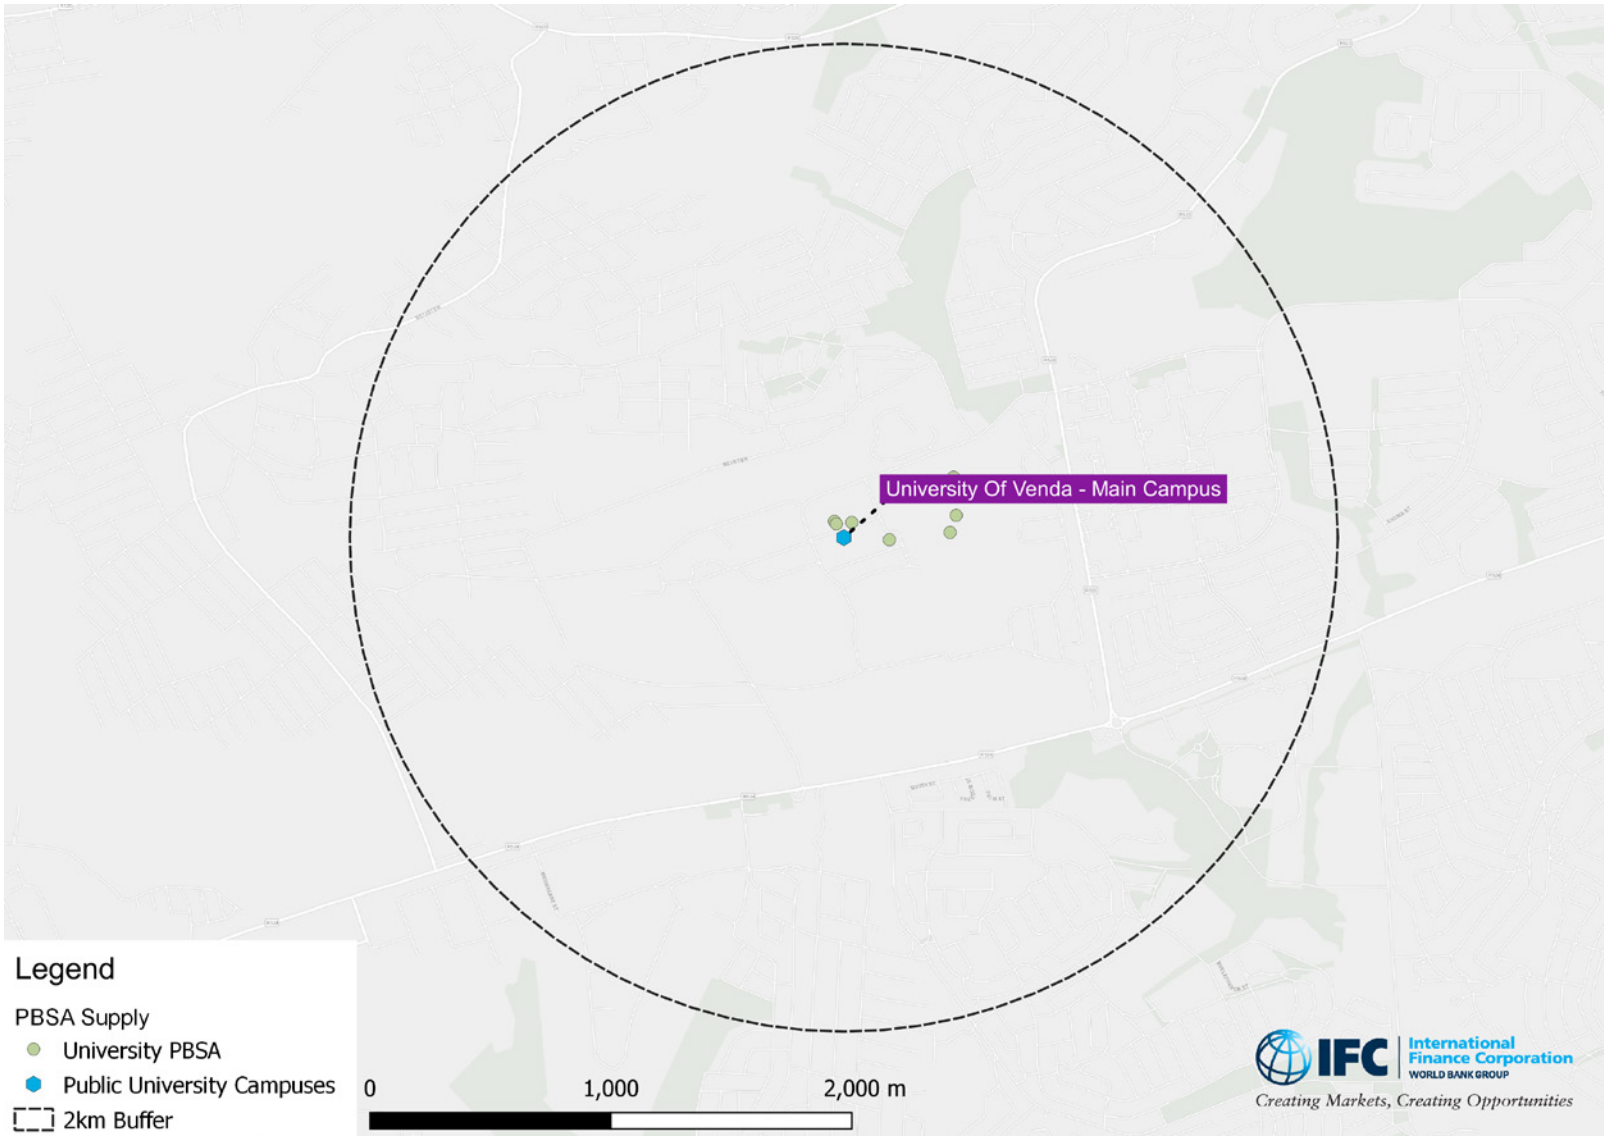 University Of Venda - Main Campus
Legend
PBSA Supply
University PBSA
Public University Campuses
2km Buffer
0 1,000 2,000 m
IFC
International
Finance Corporation
WORLD BANK GROUP
Creating Markets, Creating Opportunities